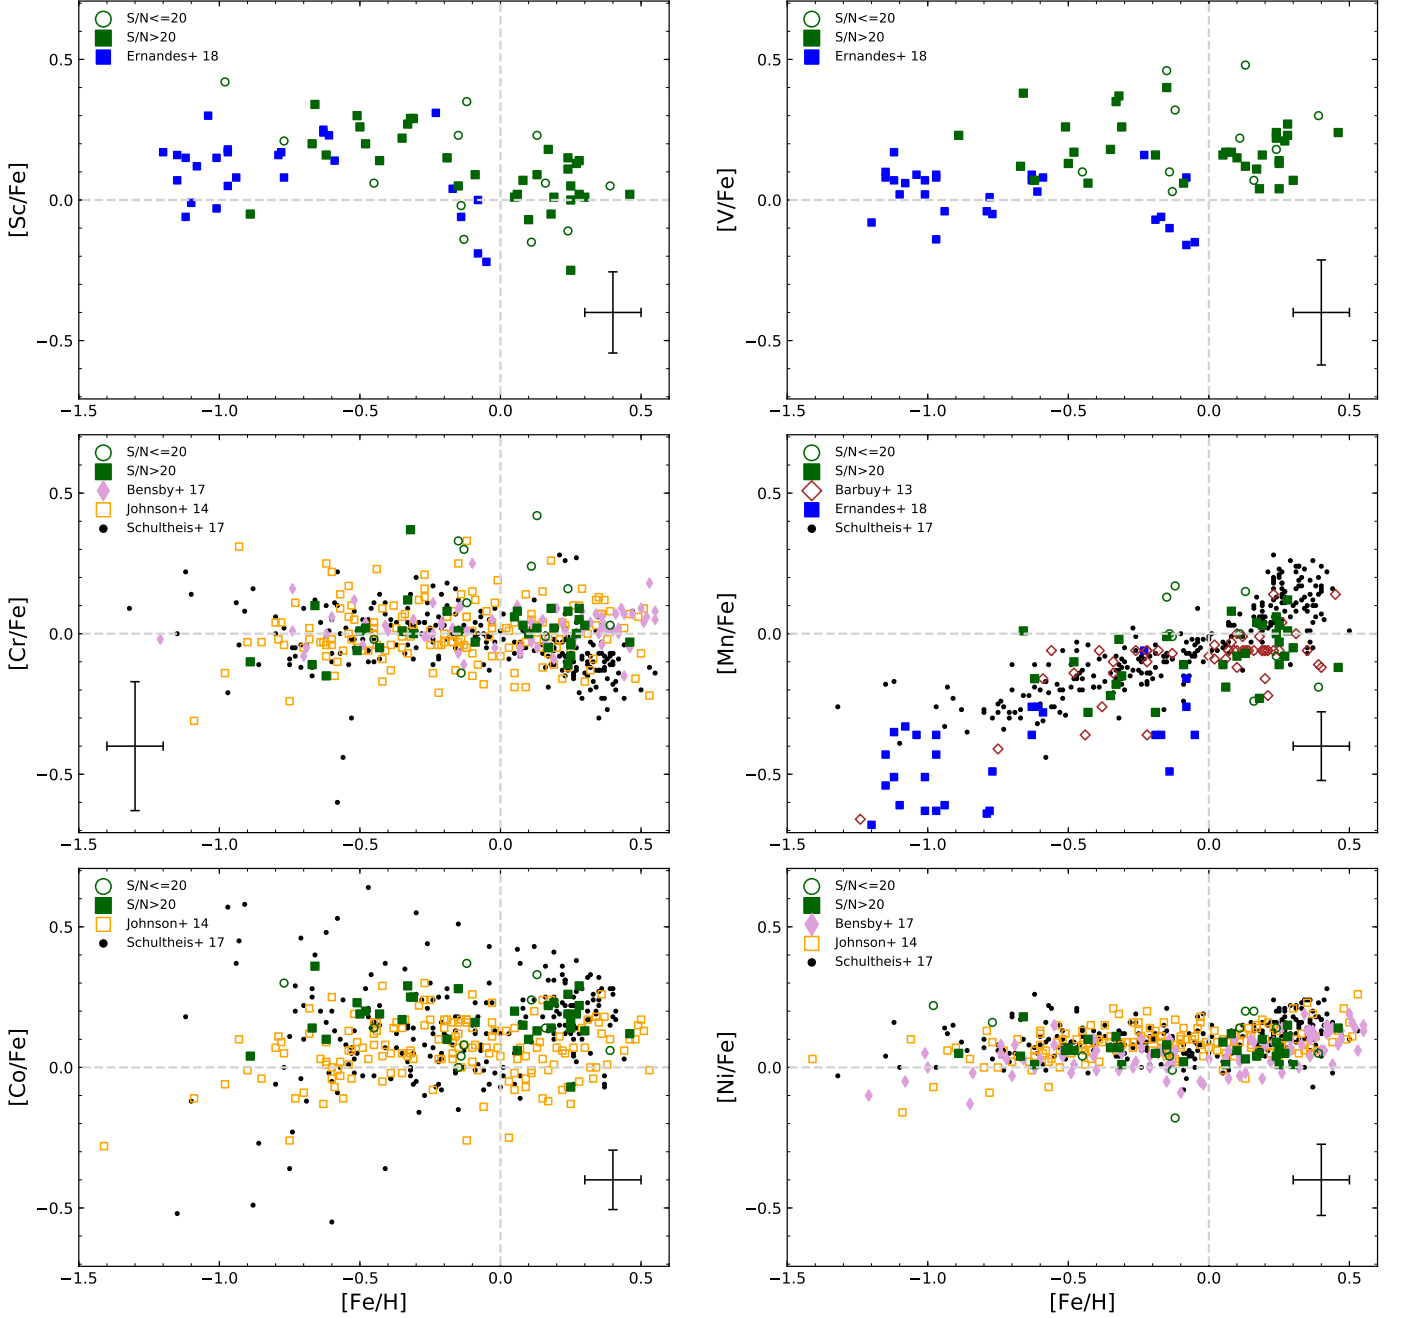 S/N<=20
S/N>20
Ernandes+ 18
[Sc/Fe]
0.5
0.0
−0.5
−1.5 −1.0 −0.5 0.0 0.5
S/N<=20
S/N>20
Ernandes+ 18
[V/Fe]
0.5
0.0
−0.5
−1.5 −1.0 −0.5 0.0 0.5
S/N<=20
S/N>20
Bensby+ 17
Johnson+ 14
Schultheis+ 17
[Cr/Fe]
0.5
0.0
−0.5
−1.5 −1.0 −0.5 0.0 0.5
S/N<=20
S/N>20
Barbuy+ 13
Ernandes+ 18
Schultheis+ 17
[Mn/Fe]
0.5
0.0
−0.5
−1.5 −1.0 −0.5 0.0 0.5
S/N<=20
S/N>20
Johnson+ 14
Schultheis+ 17
[Co/Fe]
0.5
0.0
−0.5
−1.5 −1.0 −0.5 0.0 0.5
[Fe/H]
S/N<=20
S/N>20
Bensby+ 17
Johnson+ 14
Schultheis+ 17
[Ni/Fe]
0.5
0.0
−0.5
−1.5 −1.0 −0.5 0.0 0.5
[Fe/H]